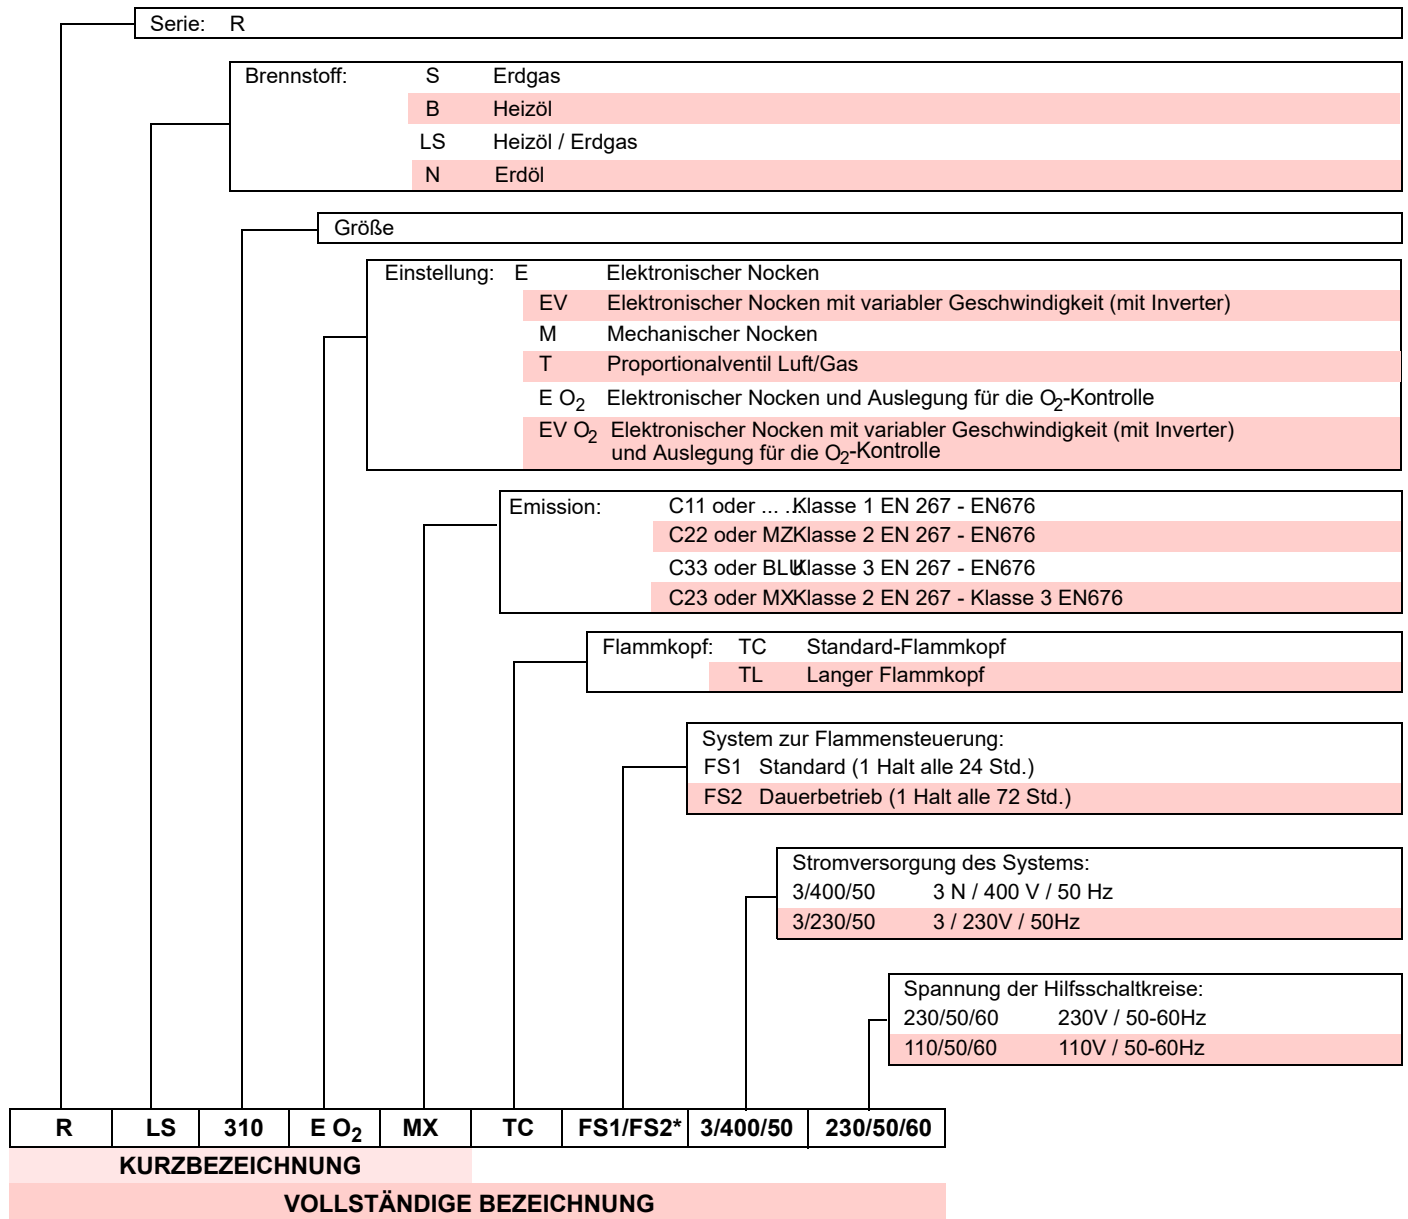 Serie: R
Brennstoff: S Erdgas
B Heizöl
LS Heizöl / Erdgas
N Erdöl
Größe
Einstellung: E Elektronischer Nocken
EV Elektronischer Nocken mit variabler Geschwindigkeit (mit Inverter)
M Mechanischer Nocken
T Proportionalventil Luft/Gas
E O2 Elektronischer Nocken und Auslegung für die O2-Kontrolle
EV O2 Elektronischer Nocken mit variabler Geschwindigkeit (mit Inverter)
und Auslegung für die O2-Kontrolle
Emission: C11 oder ... ... Klasse 1 EN 267 - EN676
C22 oder MZ Klasse 2 EN 267 - EN676
C33 oder BLU Klasse 3 EN 267 - EN676
C23 oder MX Klasse 2 EN 267 - Klasse 3 EN676
Flammkopf: TC Standard-Flammkopf
TL Langer Flammkopf
System zur Flammensteuerung:
FS1 Standard (1 Halt alle 24 Std.)
FS2 Dauerbetrieb (1 Halt alle 72 Std.)
Stromversorgung des Systems:
3/400/50 3 N / 400 V / 50 Hz
3/230/50 3 / 230V / 50Hz
Spannung der Hilfsschaltkreise:
230/50/60 230V / 50-60Hz
110/50/60 110V / 50-60Hz
R LS 310 E O2 MX TC FS1/FS2* 3/400/50 230/50/60
KURZBEZEICHNUNG
VOLLSTÄNDIGE BEZEICHNUNG